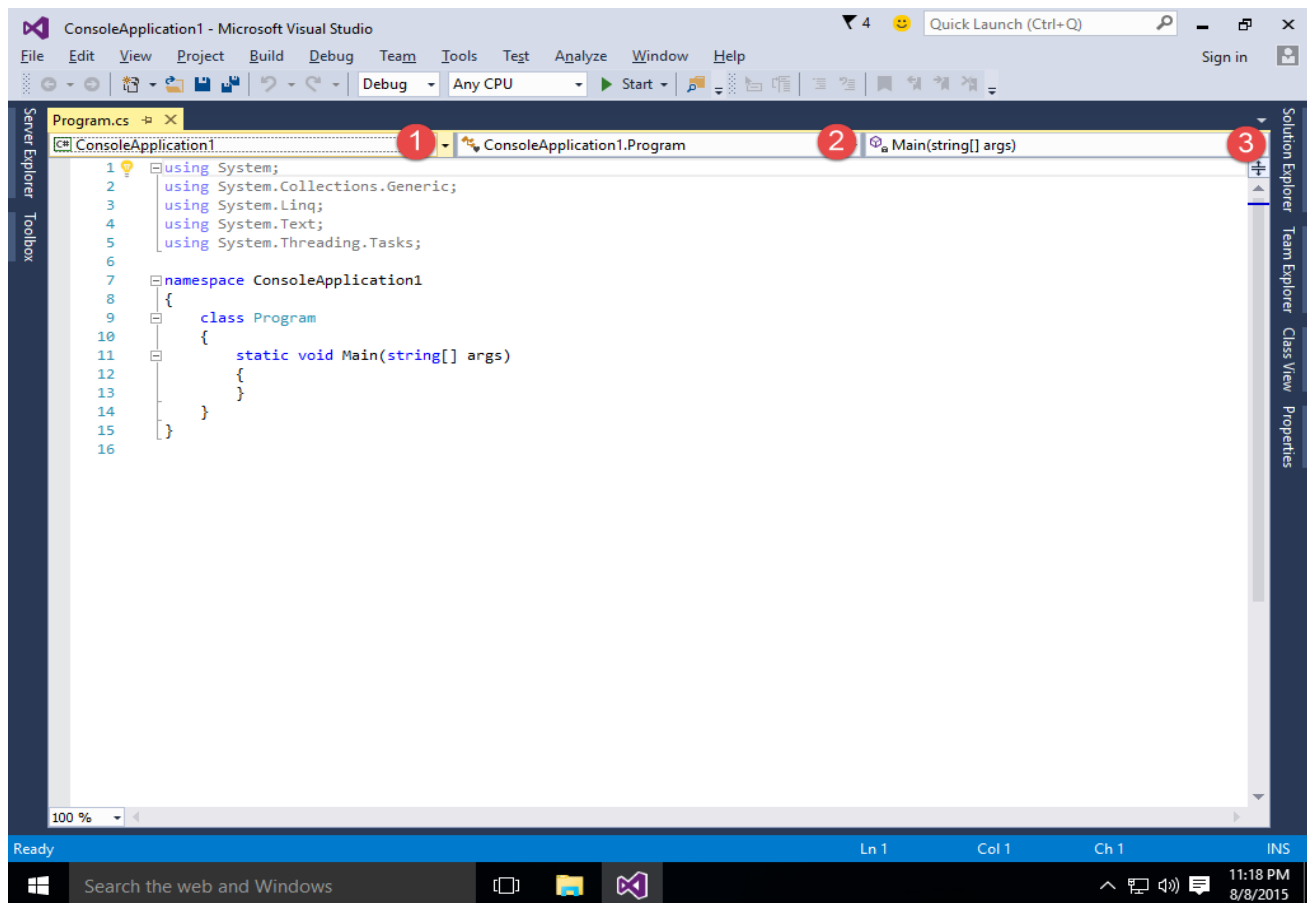 ConsoleApplication1 - Microsoft Visual Studio
4
Quick Launch (Ctrl+Q)
File Edit View Project Build Debug Team Tools Test Analyze Window Help
Sign in
Debug Any CPU Start
Server Explorer
Toolbox
Program.cs
C# ConsoleApplication1 1
ConsoleApplication1.Program 2
Main(string[] args) 3
1 using System;
2 using System.Collections.Generic;
3 using System.Linq;
4 using System.Text;
5 using System.Threading.Tasks;
6
7 namespace ConsoleApplication1
8 {
9 class Program
10 {
11 static void Main(string[] args)
12 {
13 }
14 }
15 }
16
Solution Explorer
Team Explorer
Class View
Properties
100 %
Ready Ln 1 Col 1 Ch 1 INS
Search the web and Windows
11:18 PM
8/8/2015